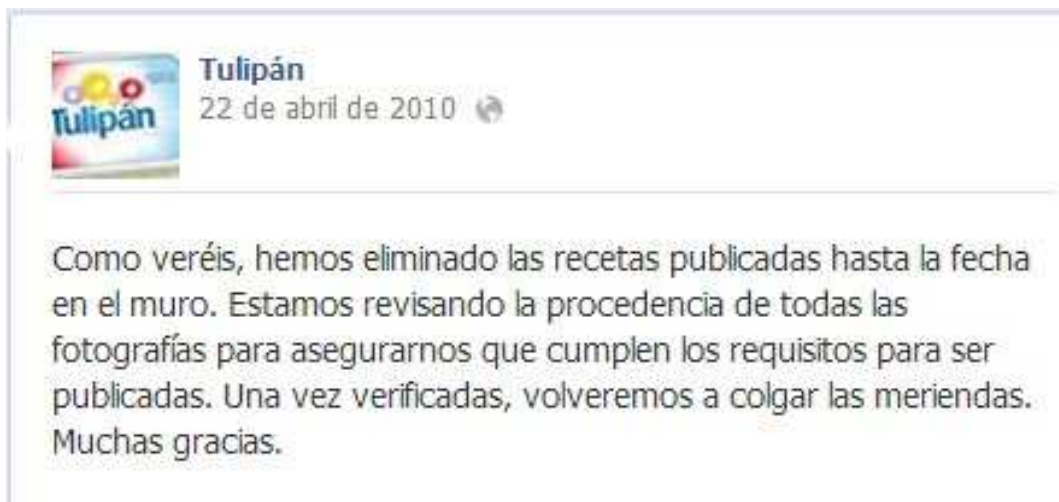 Tulipán
Tulipán
22 de abril de 2010
Como veréis, hemos eliminado las recetas publicadas hasta la fecha
en el muro. Estamos revisando la procedencia de todas las
fotografías para asegurarnos que cumplen los requisitos para ser
publicadas. Una vez verificadas, volveremos a colgar las meriendas.
Muchas gracias.